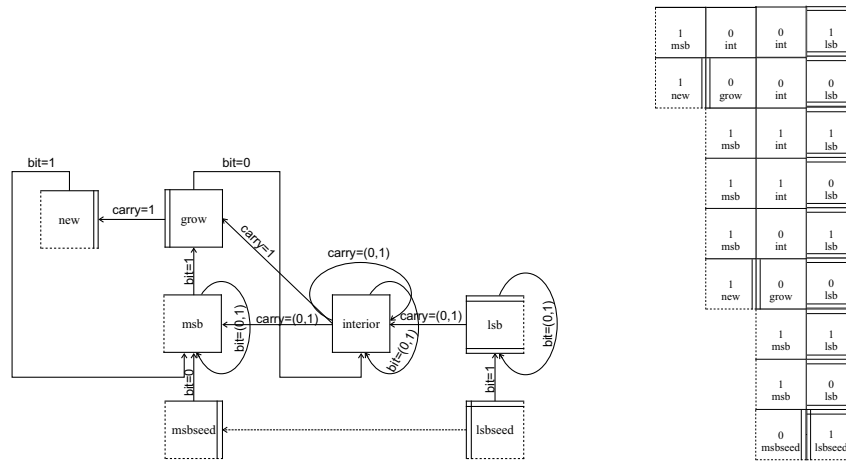 bit=1
bit=0
new
carry=1
grow
carry=1
carry=(0,1)
bit=1
msb
bit=(0,1)
carry=(0,1)
interior
bit=(0,1)
carry=(0,1)
lsb
bit=(0,1)
bit=0
bit=1
msbseed
lsbseed
1 0 0 1
msb int int lsb
1 0 0 0
new grow int lsb
1 1 1
msb int lsb
1 1 0
msb int lsb
1 0 1
msb int lsb
1 0 0
new grow lsb
1 1
msb lsb
1 0
msb lsb
0 1
msbseed lsbseed